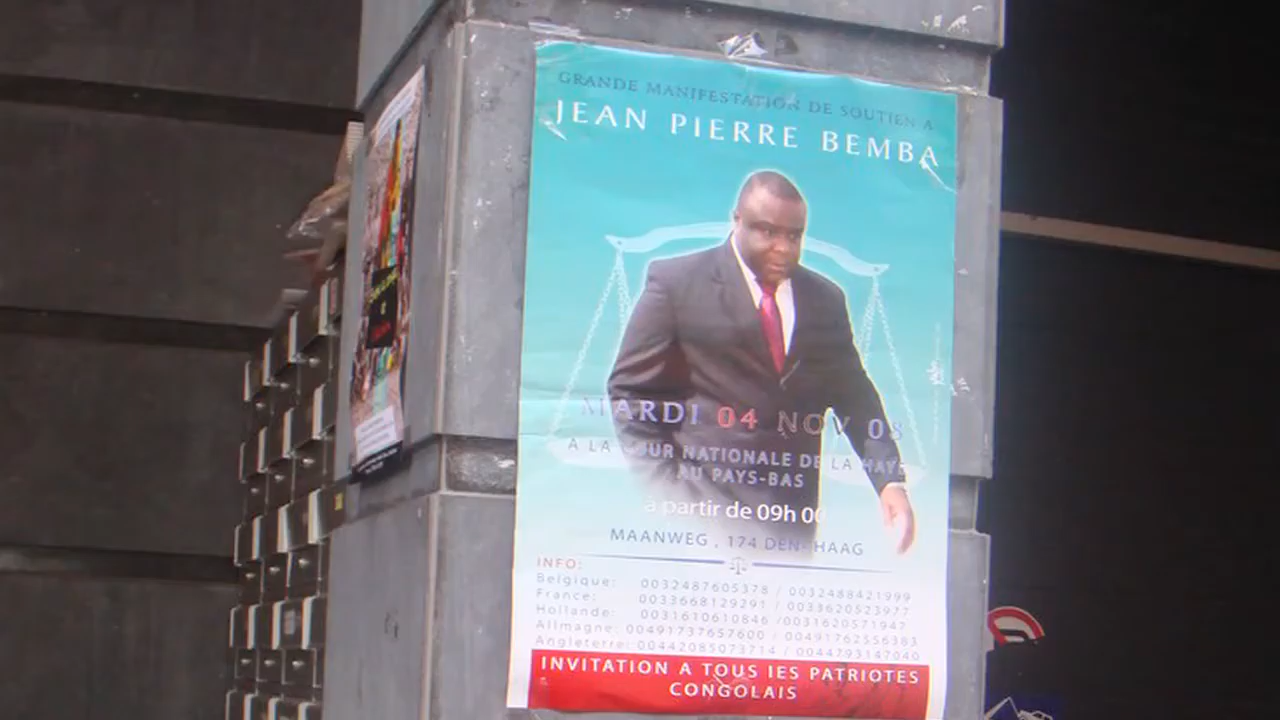 GRANDE MANIFESTATION DE SOUTIEN A
JEAN PIERRE BEMBA
MARDI 04 NOV 08
A LA COUR NATIONALE DE LA HAYE
AU PAYS-BAS
à partir de 09h 00
MAANWEG , 174 DEN- HAAG
INFO:
Belgique: 0032487605378 / 0032488421999
France: 0033668129291 / 0033620523977
Hollande: 0031610610846 /0031620571947
Allmagne: 00491737657600 / 00491762556383
Angleterre: 00442085073714 / 0044793147040
INVITATION A TOUS IES PATRIOTES
CONGOLAIS